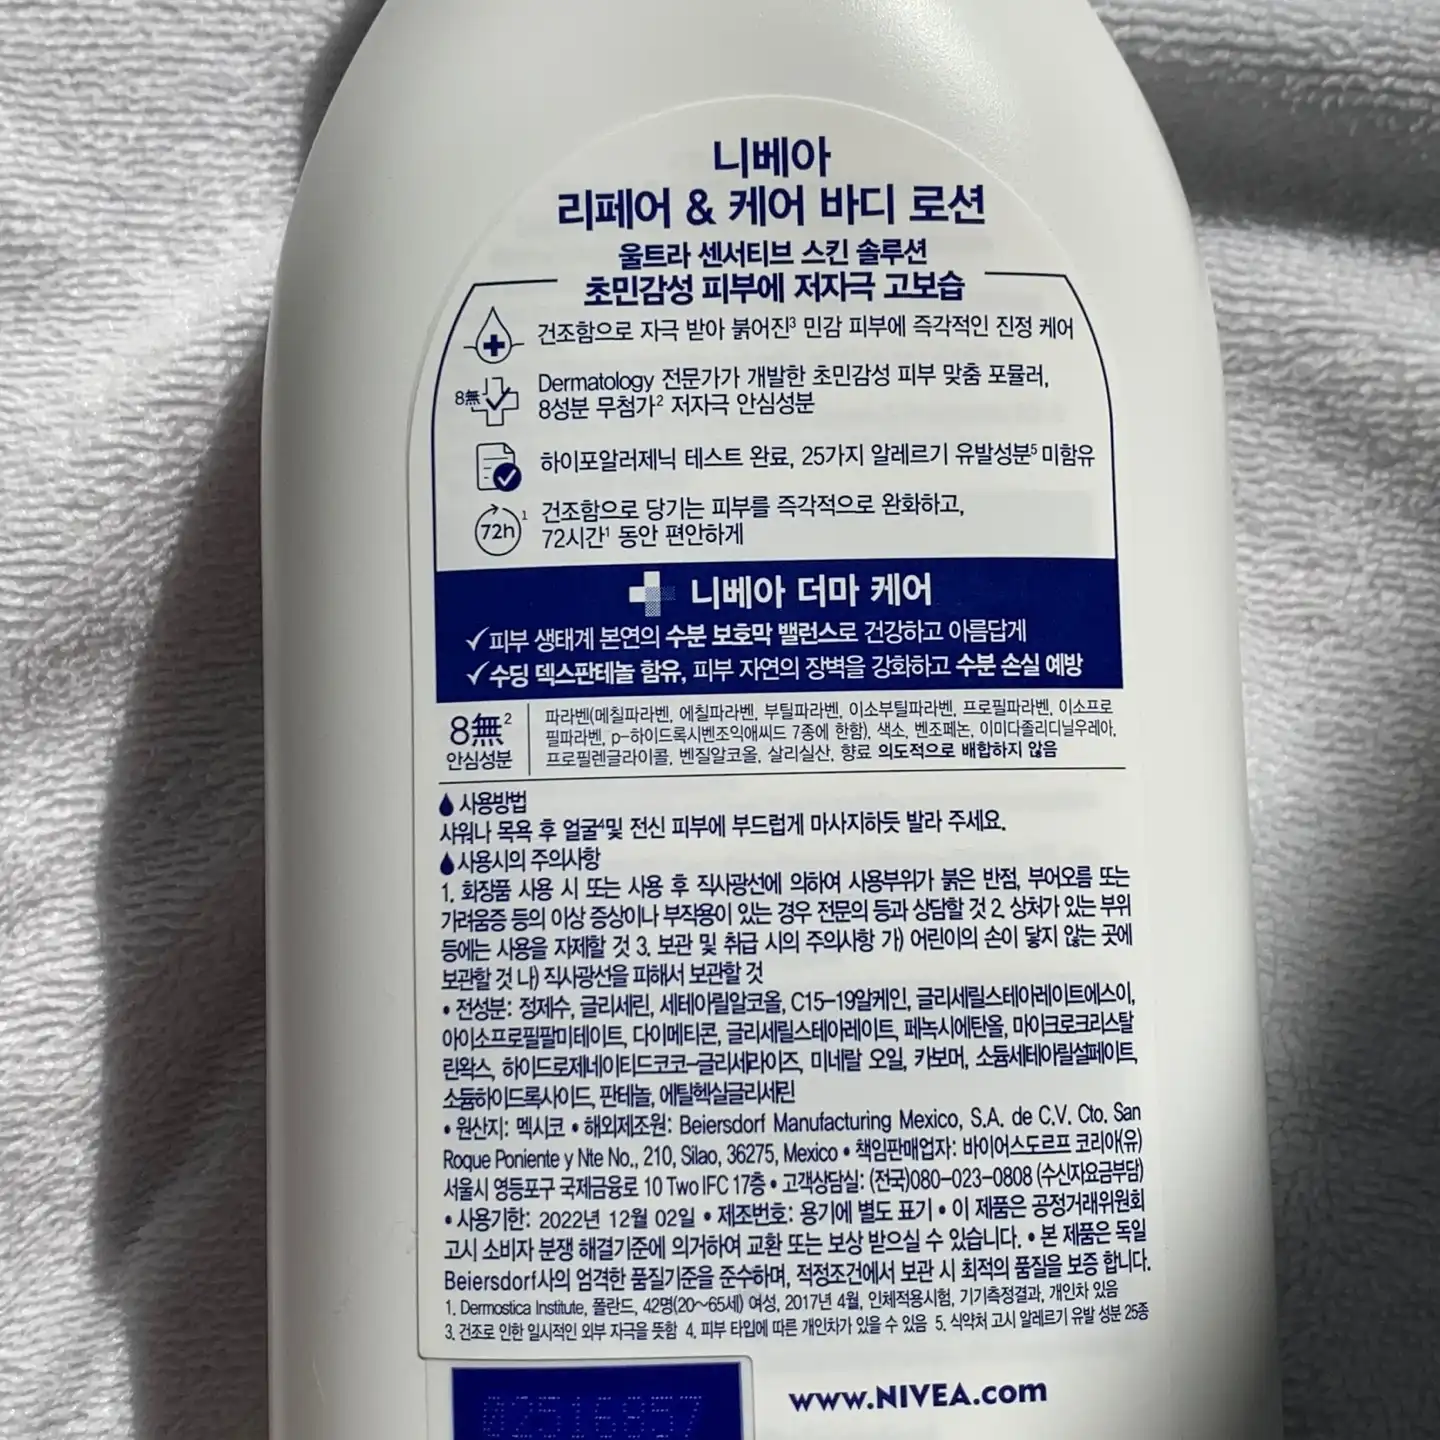 니베아
리페어 & 케어 바디 로션
울트라 센서티브 스킨 솔루션
초민감성 피부에 저자극 고보습
건조함으로 자극 받아 붉어진³ 민감 피부에 즉각적인 진정 케어
8無
Dermatology 전문가가 개발한 초민감성 피부 맞춤 포뮬러,
8성분 무첨가² 저자극 안심성분
하이포알러제닉 테스트 완료, 25가지 알레르기 유발성분⁵ 미함유
72h¹
건조함으로 당기는 피부를 즉각적으로 완화하고,
72시간¹ 동안 편안하게
니베아 더마 케어
✓피부 생태계 본연의 수분 보호막 밸런스로 건강하고 아름답게
✓수딩 덱스판테놀 함유, 피부 자연의 장벽을 강화하고 수분 손실 예방
8無²
안심성분
파라벤(메칠파라벤, 에칠파라벤, 부틸파라벤, 이소부틸파라벤, 프로필파라벤, 이소프로
필파라벤, p-하이드록시벤조익애씨드 7종에 한함), 색소, 벤조페논, 이미다졸리디닐우레아,
프로필렌글라이콜, 벤질알코올, 살리실산, 향료 의도적으로 배합하지 않음
사용방법
샤워나 목욕 후 얼굴⁴및 전신 피부에 부드럽게 마사지하듯 발라 주세요.
사용시의 주의사항
1. 화장품 사용 시 또는 사용 후 직사광선에 의하여 사용부위가 붉은 반점, 부어오름 또는
가려움증 등의 이상 증상이나 부작용이 있는 경우 전문의 등과 상담할 것 2. 상처가 있는 부위
등에는 사용을 자제할 것 3. 보관 및 취급 시의 주의사항 가) 어린이의 손이 닿지 않는 곳에
보관할 것 나) 직사광선을 피해서 보관할 것
• 전성분: 정제수, 글리세린, 세테아릴알코올, C15-19알케인, 글리세릴스테아레이트에스이,
아이소프로필팔미테이트, 다이메티콘, 글리세릴스테아레이트, 페녹시에탄올, 마이크로크리스탈
린왁스, 하이드로제네이티드코코-글리세라이즈, 미네랄 오일, 카보머, 소듐세테아릴설페이트,
소듐하이드록사이드, 판테놀, 에틸헥실글리세린
• 원산지: 멕시코 • 해외제조원: Beiersdorf Manufacturing Mexico, S.A. de C.V. Cto. San
Roque Poniente y Nte No., 210, Silao, 36275, Mexico • 책임판매업자: 바이어스도르프 코리아(유)
서울시 영등포구 국제금융로 10 Two IFC 17층 • 고객상담실: (전국)080-023-0808 (수신자요금부담)
• 사용기한: 2022년 12월 02일 • 제조번호: 용기에 별도 표기 • 이 제품은 공정거래위원회
고시 소비자 분쟁 해결기준에 의거하여 교환 또는 보상 받으실 수 있습니다. • 본 제품은 독일
Beiersdorf사의 엄격한 품질기준을 준수하며, 적정조건에서 보관 시 최적의 품질을 보증 합니다.
1. Dermostica Institute, 폴란드, 42명(20~65세) 여성, 2017년 4월, 인체적용시험, 기기측정결과, 개인차 있음
3. 건조로 인한 일시적인 외부 자극을 뜻함 4. 피부 타입에 따른 개인차가 있을 수 있음 5. 식약처 고시 알레르기 유발 성분 25종
02516857
www.NIVEA.com